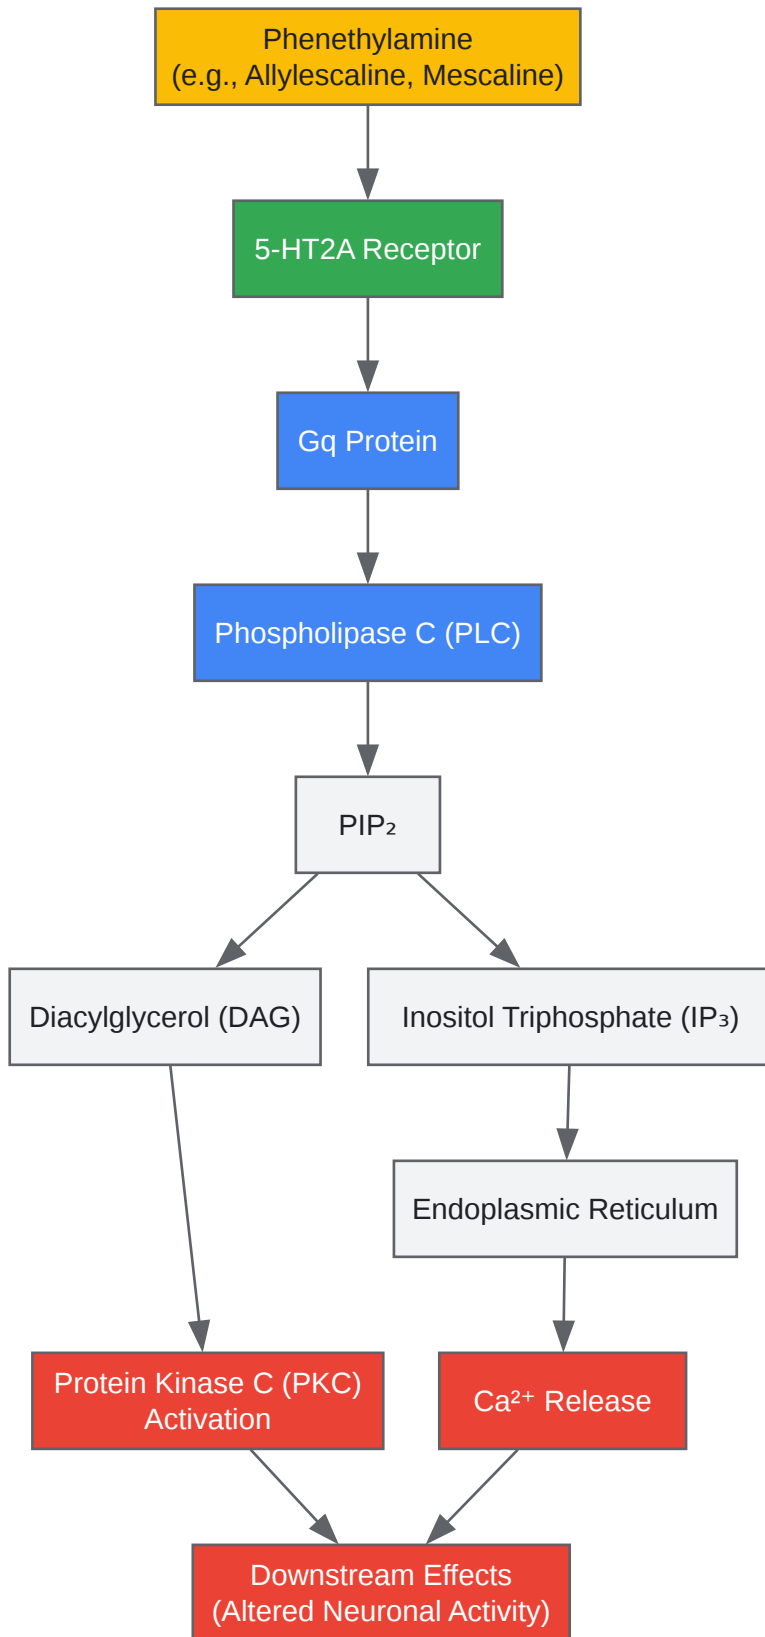 Phenethylamine
(e.g., Allylescaline, Mescaline)
5-HT2A Receptor
Gq Protein
Phospholipase C (PLC)
PIP₂
Diacylglycerol (DAG)
Inositol Triphosphate (IP₃)
Endoplasmic Reticulum
Protein Kinase C (PKC)
Activation
Ca²⁺ Release
Downstream Effects
(Altered Neuronal Activity)